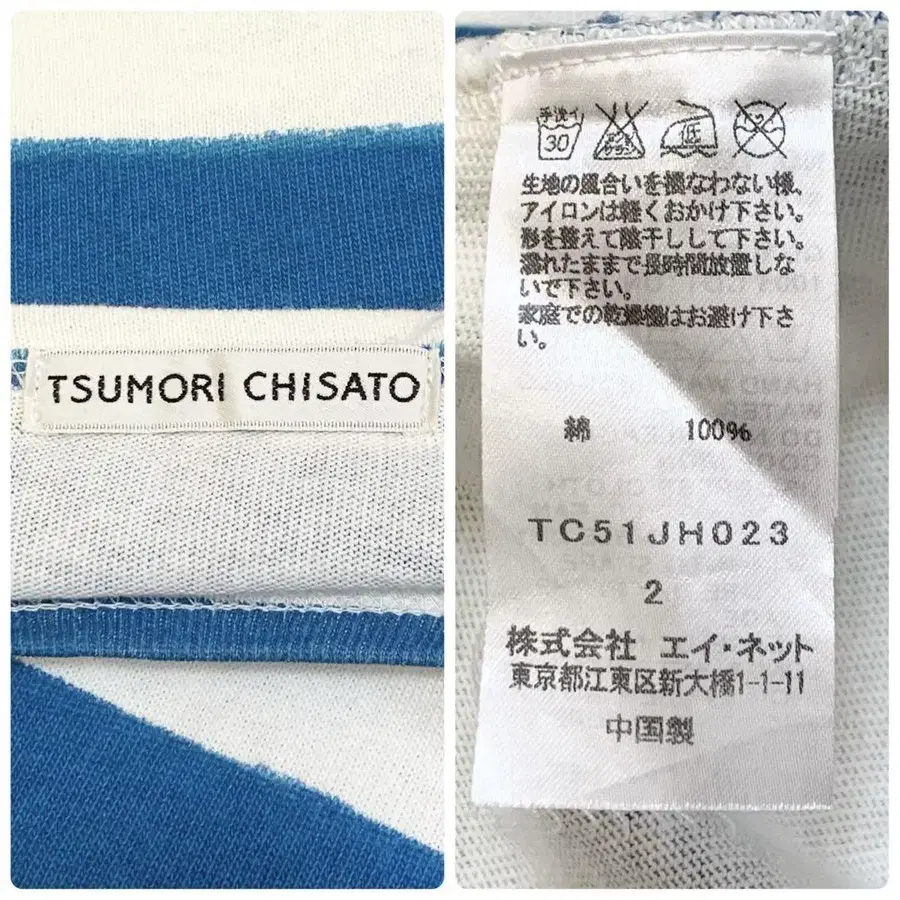 TSUMORI CHISATO
手洗イ
30
低
生地の風合いを損なわない様、
アイロンは軽くおかけ下さい。
形を整えて陰干しして下さい。
濡れたままで長時間放置しな
いで下さい。
家庭での乾燥機はお避け下さ
い。
綿 100%
TC51JH023
2
株式会社 エイ・ネット
東京都江東区新大橋1-1-11
中国製